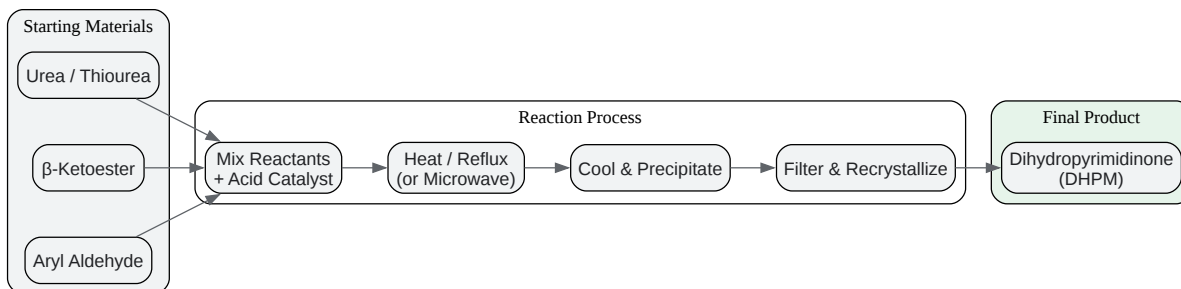 Starting Materials
Urea / Thiourea
β-Ketoester
Aryl Aldehyde
Reaction Process
Mix Reactants
+ Acid Catalyst
Heat / Reflux
(or Microwave)
Cool & Precipitate
Filter & Recrystallize
Final Product
Dihydropyrimidinone
(DHPM)